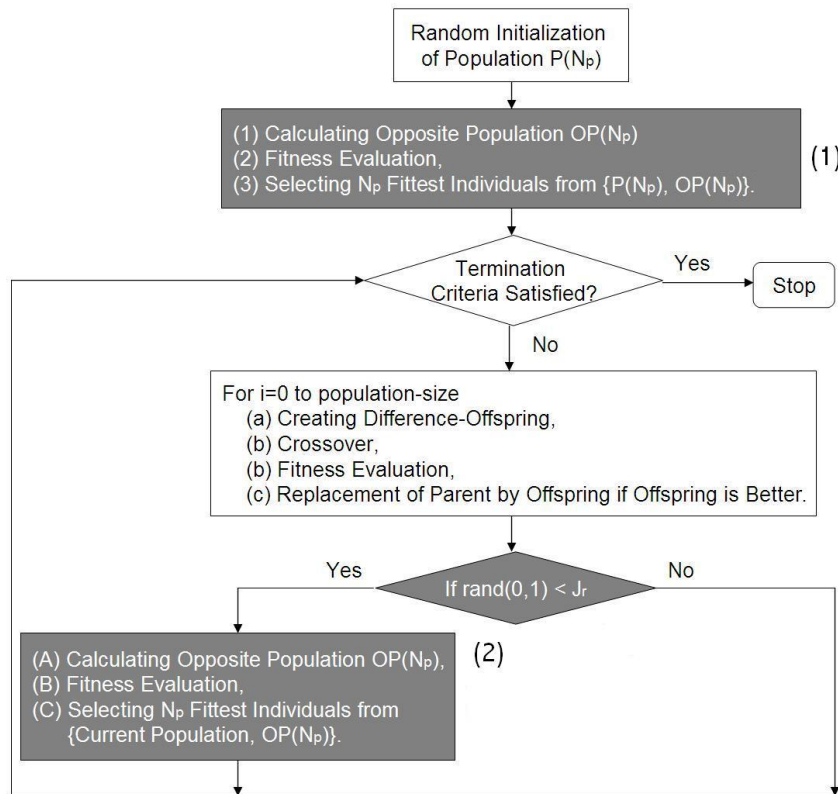 Random Initialization
of Population P(Np)
(1) Calculating Opposite Population OP(Np)
(2) Fitness Evaluation,
(3) Selecting Np Fittest Individuals from {P(Np), OP(Np)}.
(1)
Termination
Criteria Satisfied?
Yes
Stop
No
For i=0 to population-size
(a) Creating Difference-Offspring,
(b) Crossover,
(b) Fitness Evaluation,
(c) Replacement of Parent by Offspring if Offspring is Better.
Yes
If rand(0,1) < Jr
No
(A) Calculating Opposite Population OP(Np),
(B) Fitness Evaluation,
(C) Selecting Np Fittest Individuals from
{Current Population, OP(Np)}.
(2)